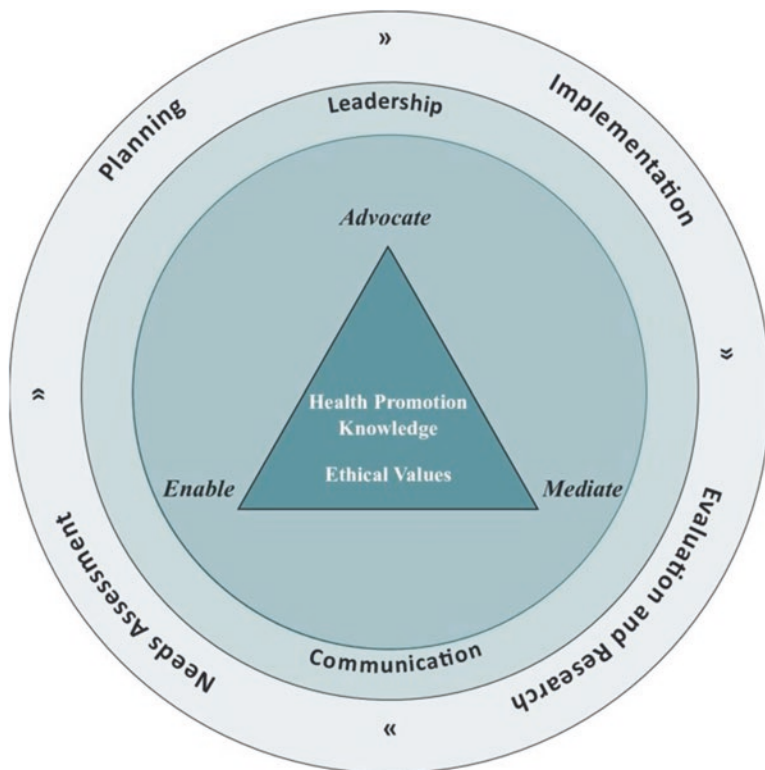 »
Planning
Implementation
Leadership
Advocate
»
«
Health Promotion
Knowledge
Ethical Values
Enable
Mediate
Needs Assessment
Evaluation and Research
Communication
«